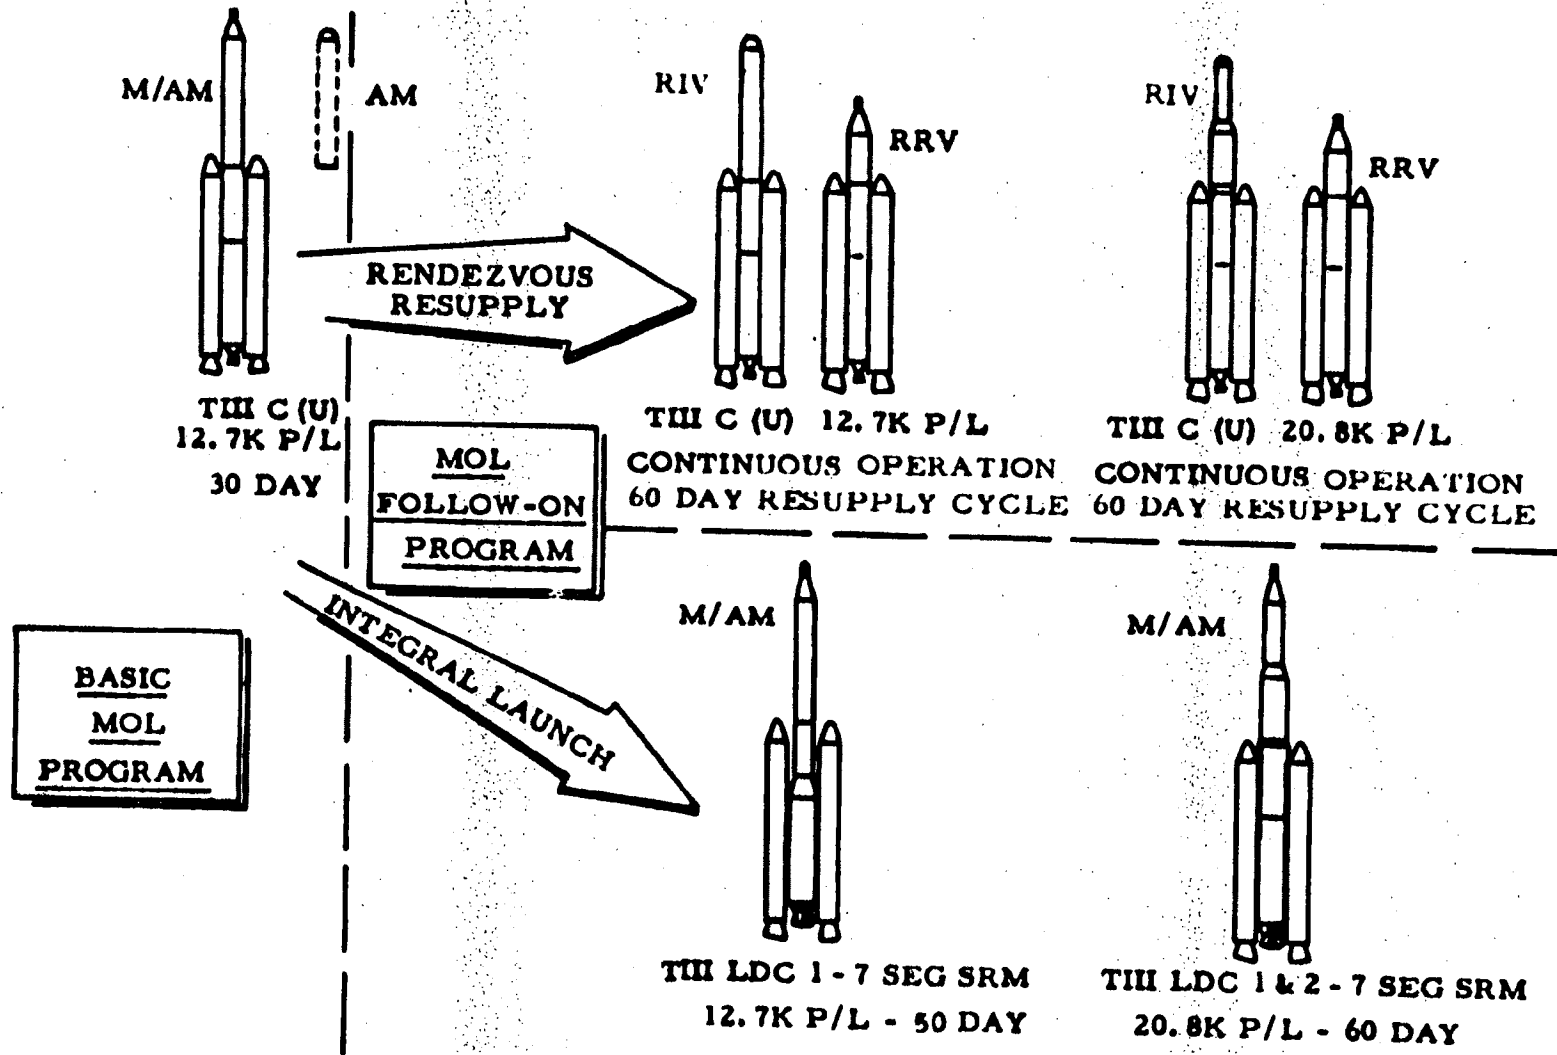 M/AM
AM
TIII C (U)
12.7K P/L
30 DAY
BASIC
MOL
PROGRAM
RENDEZVOUS
RESUPPLY
MOL
FOLLOW-ON
PROGRAM
INTEGRAL LAUNCH
RIV
RRV
TIII C (U) 12.7K P/L
CONTINUOUS OPERATION
60 DAY RESUPPLY CYCLE
RIV
RRV
TIII C (U) 20.8K P/L
CONTINUOUS OPERATION
60 DAY RESUPPLY CYCLE
M/AM
TIII LDC 1 - 7 SEG SRM
12.7K P/L - 50 DAY
M/AM
TIII LDC 1 & 2 - 7 SEG SRM
20.8K P/L - 60 DAY